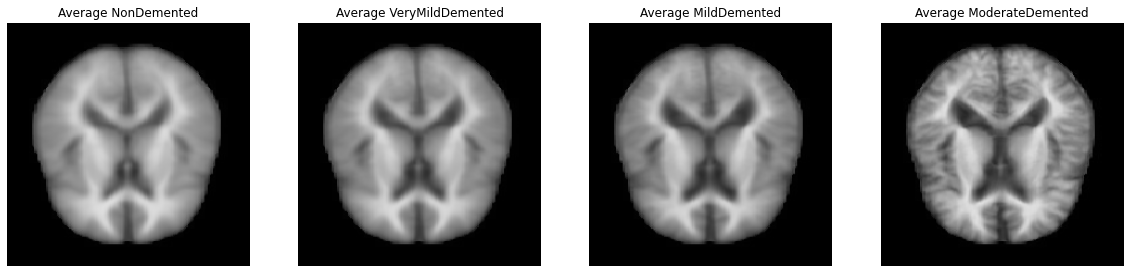 Average NonDemented
Average VeryMildDemented
Average MildDemented
Average ModerateDemented